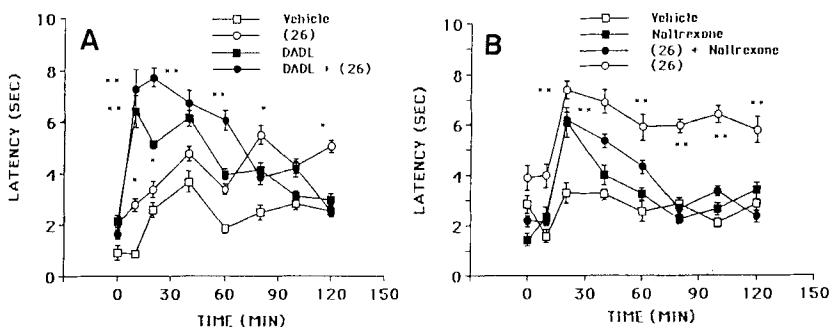 A
Vehicle
(26)
DADL
DADL + (26)
LATENCY (SEC)
10
8
6
4
2
0
** **
**
**
**
*
*
*
*
0 30 60 90 120 150
TIME (MIN)
B
Vehicle
Naltrexone
(26) + Naltrexone
(26)
LATENCY (SEC)
10
8
6
4
2
0
**
**
**
**
**
**
0 30 60 90 120 150
TIME (MIN)